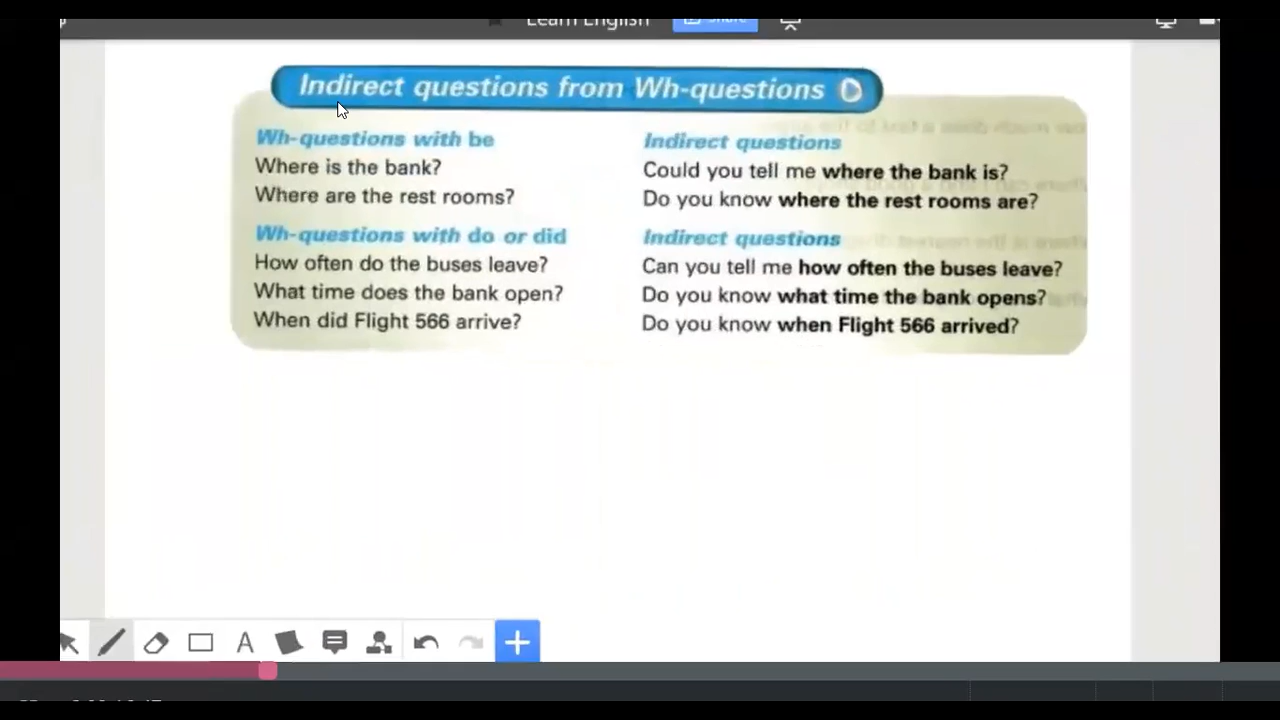 Learn English
Share
Indirect questions from Wh-questions
Wh-questions with be
Where is the bank?
Where are the rest rooms?
Indirect questions
Could you tell me where the bank is?
Do you know where the rest rooms are?
Wh-questions with do or did
How often do the buses leave?
What time does the bank open?
When did Flight 566 arrive?
Indirect questions
Can you tell me how often the buses leave?
Do you know what time the bank opens?
Do you know when Flight 566 arrived?
A